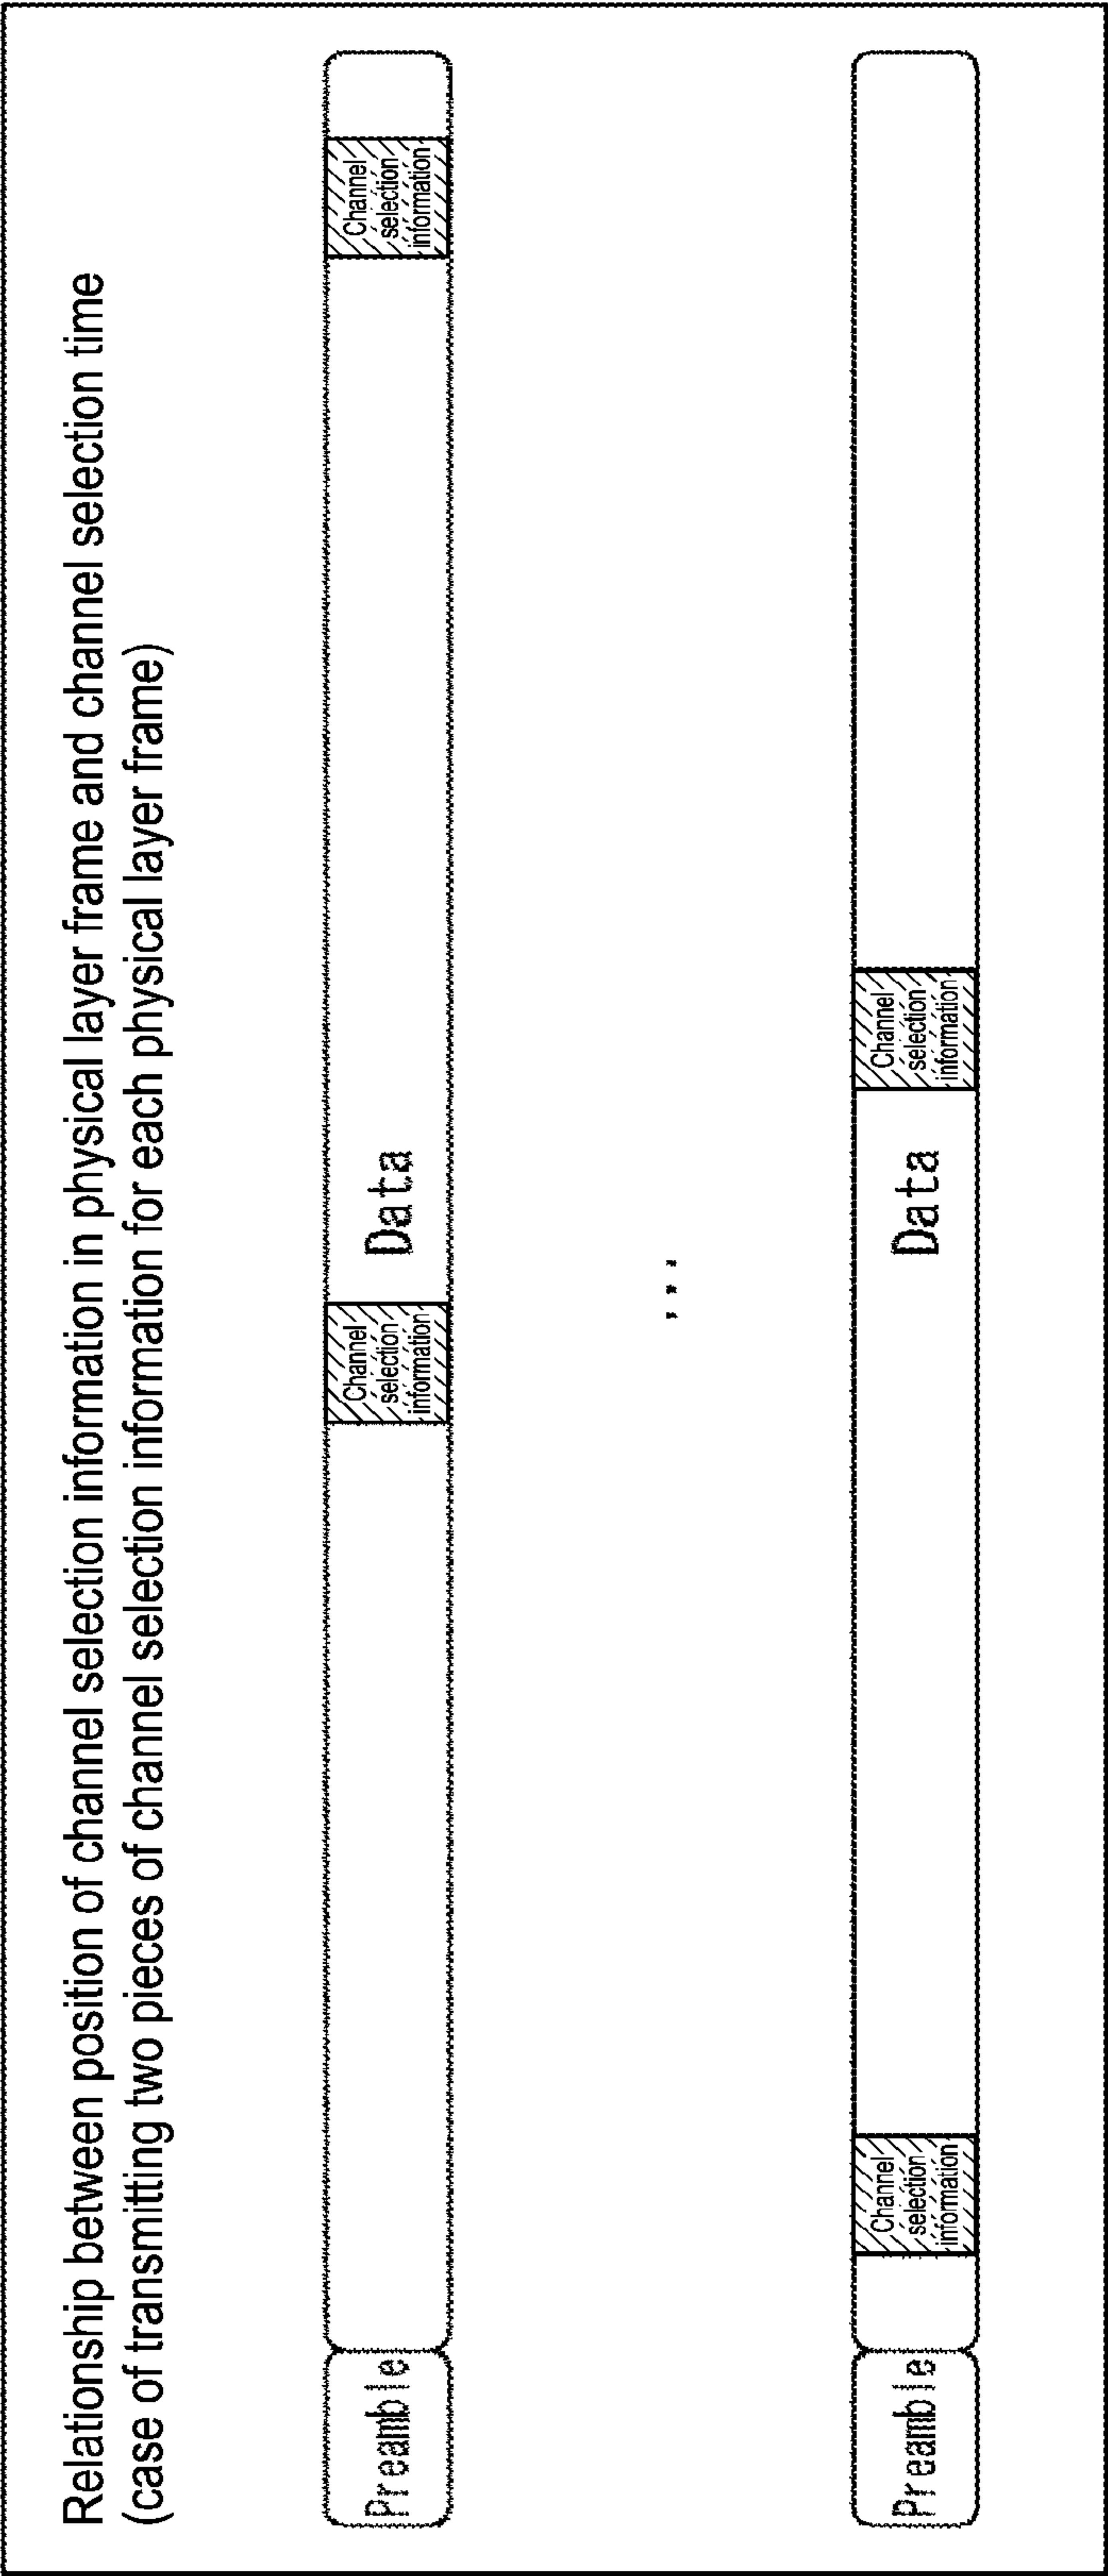 Relationship between position of channel selection information in physical layer frame and channel selection time
(case of transmitting two pieces of channel selection information for each physical layer frame)
Preamble
Channel
selection
information
Data
Channel
selection
information
...
Preamble
Channel
selection
information
Data
Channel
selection
information